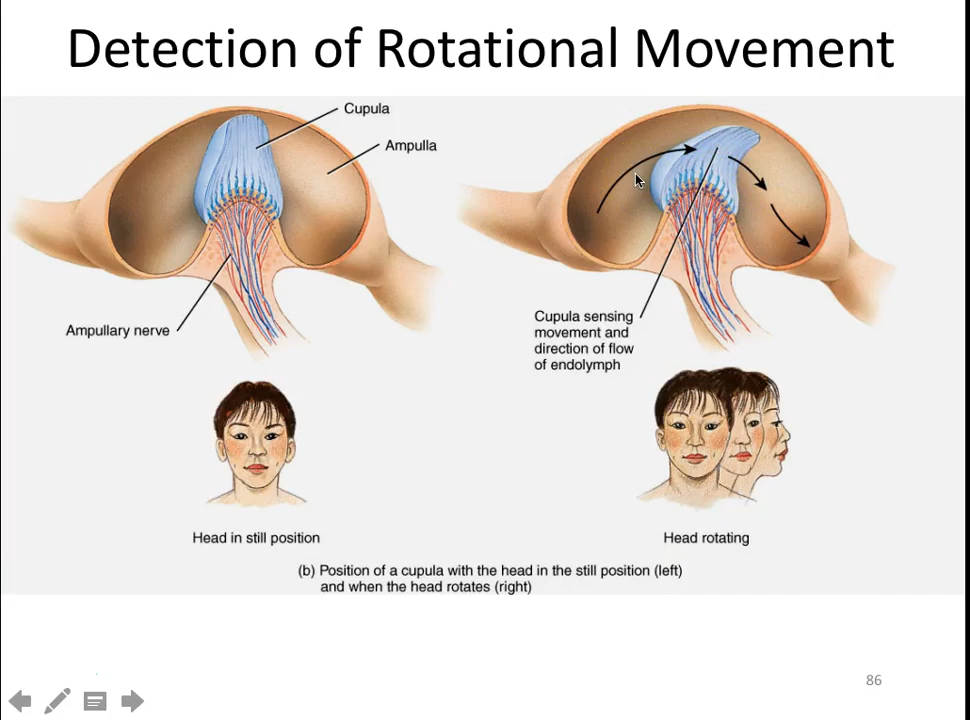 Detection of Rotational Movement
Cupula
Ampulla
Ampullary nerve
Cupula sensing
movement and
direction of flow
of endolymph
Head in still position
Head rotating
(b) Position of a cupula with the head in the still position (left)
and when the head rotates (right)
86